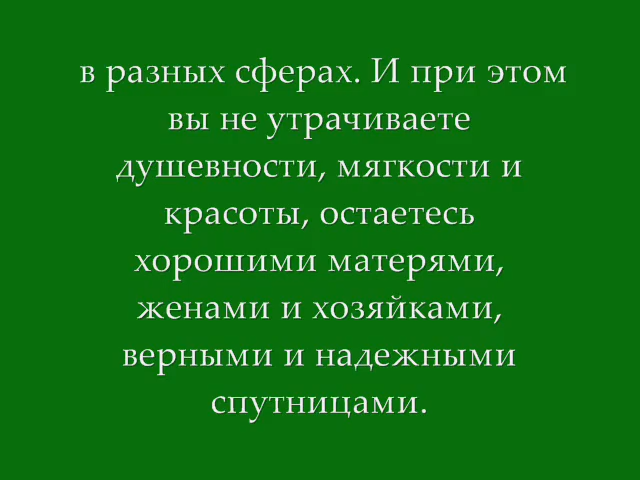 в разных сферах. И при этом
вы не утрачиваете
душевности, мягкости и
красоты, остаетесь
хорошими матерями,
женами и хозяйками,
верными и надежными
спутницами.